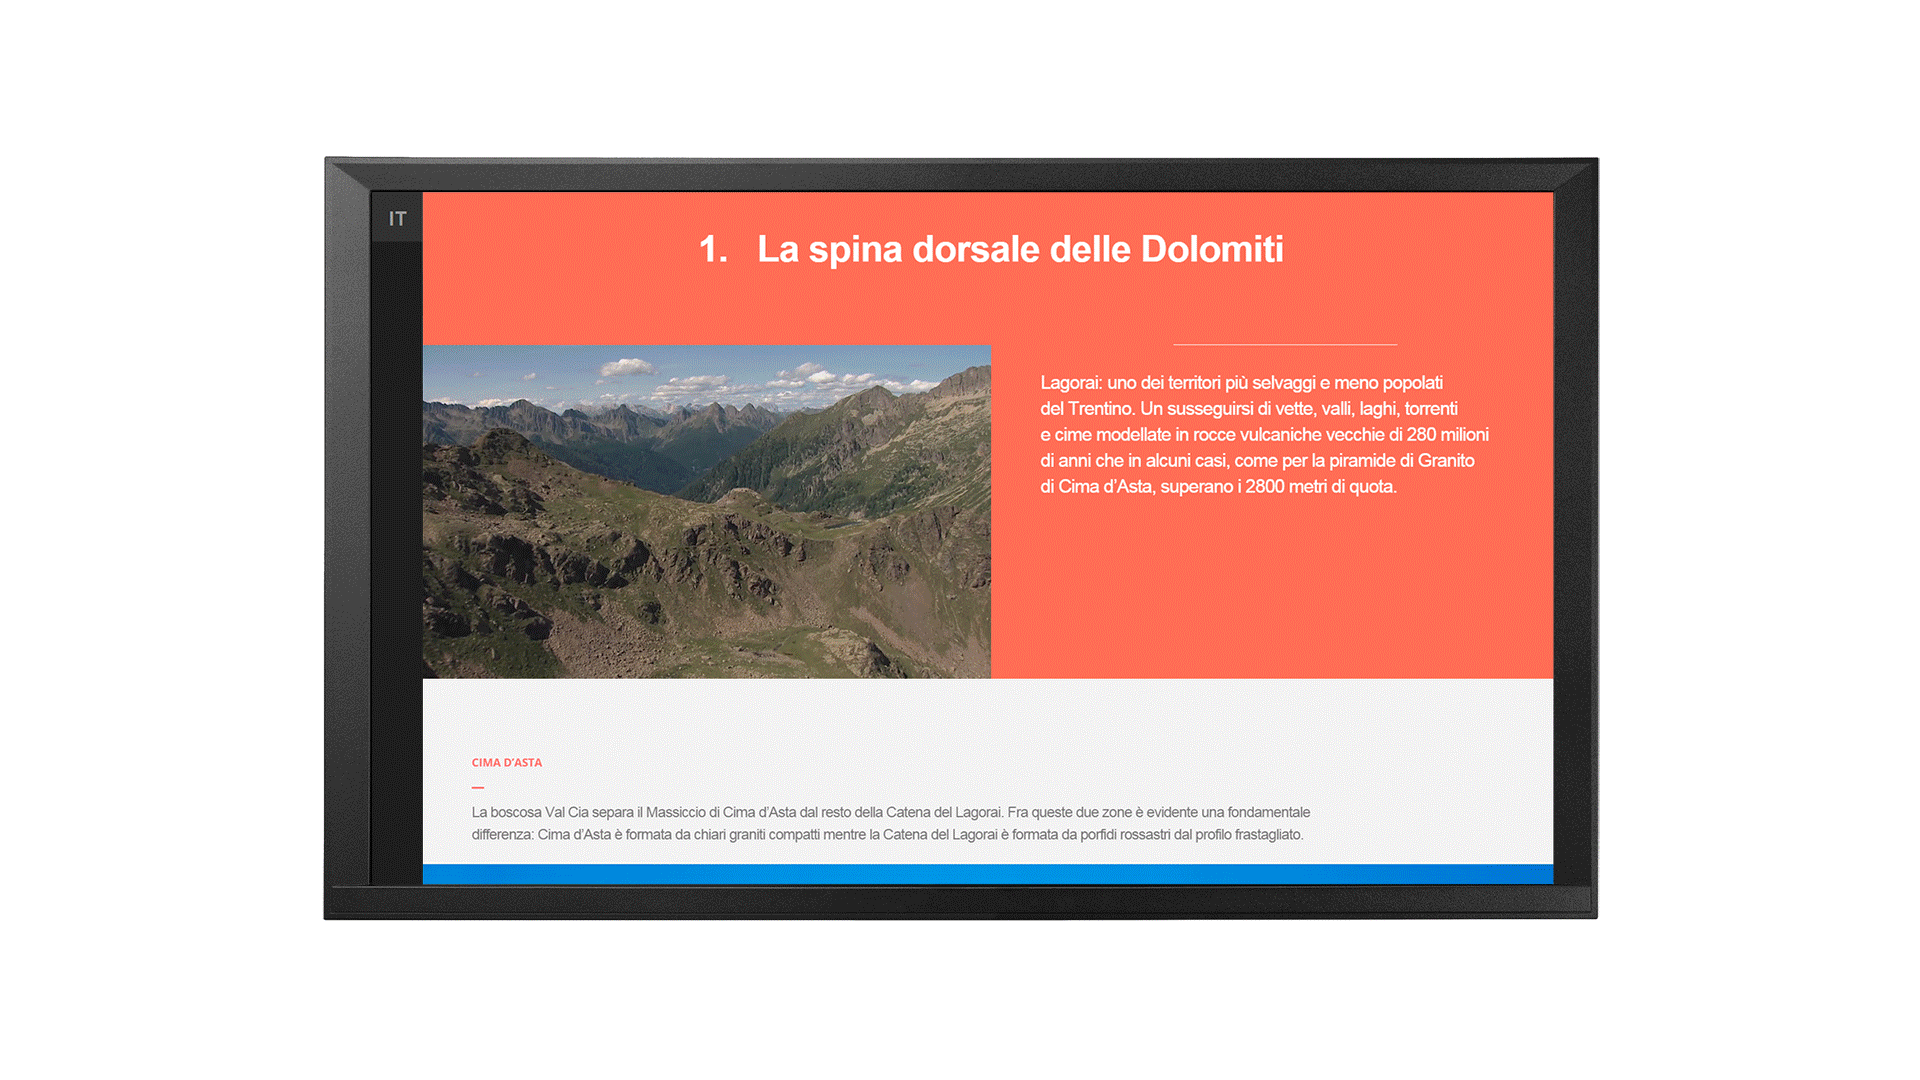 IT
1. La spina dorsale delle Dolomiti
Lagorai: uno dei territori più selvaggi e meno popolati
del Trentino. Un susseguirsi di vette, valli, laghi, torrenti
e cime modellate in rocce vulcaniche vecchie di 280 milioni
di anni che in alcuni casi, come per la piramide di Granito
di Cima d’Asta, superano i 2800 metri di quota.
CIMA D’ASTA
La boscosa Val Cia separa il Massiccio di Cima d’Asta dal resto della Catena del Lagorai. Fra queste due zone è evidente una fondamentale
differenza: Cima d’Asta è formata da chiari graniti compatti mentre la Catena del Lagorai è formata da porfidi rossastri dal profilo frastagliato.